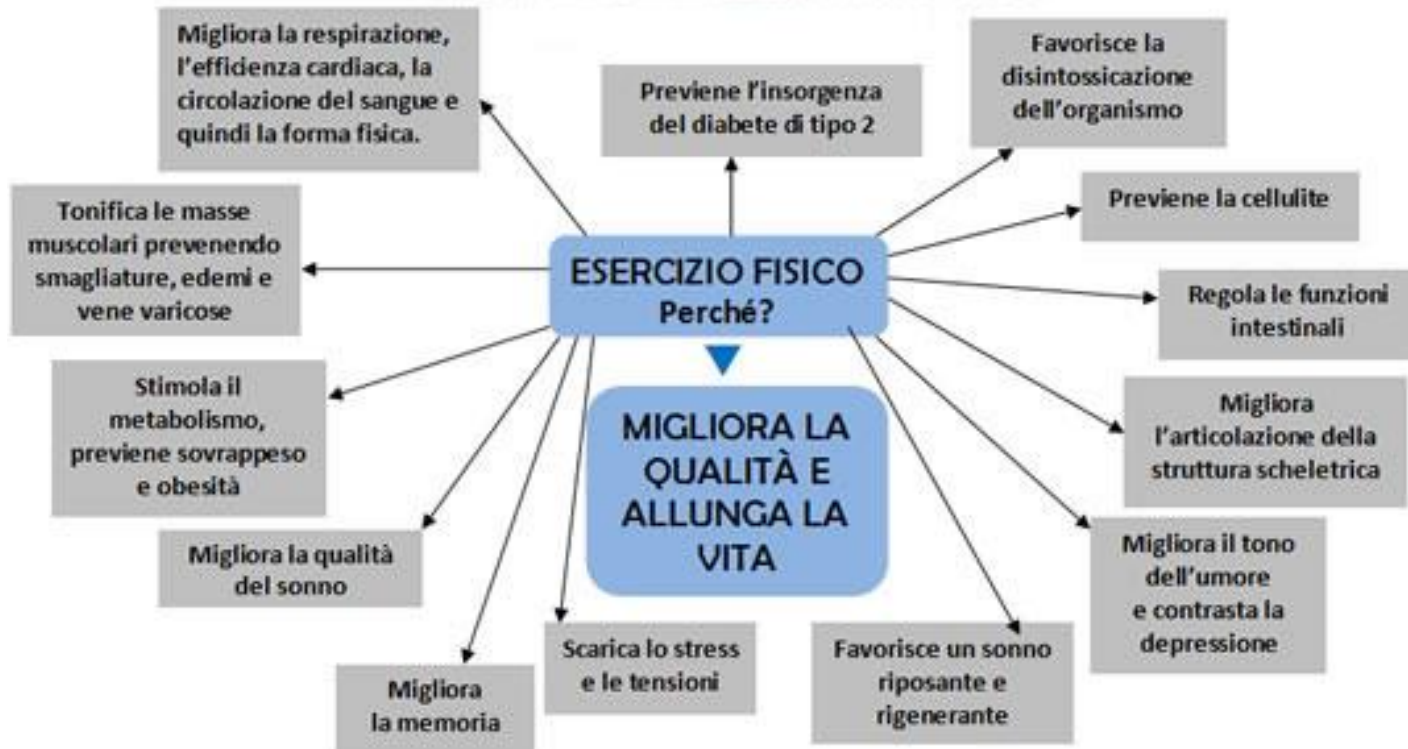 Migliora la respirazione,
l'efficienza cardiaca, la
circolazione del sangue e
quindi la forma fisica.
Previene l'insorgenza
del diabete di tipo 2
Favorisce la
disintossicazione
dell'organismo
Tonifica le masse
muscolari prevenendo
smagliature, edemi e
vene varicose
ESERCIZIO FISICO
Perché?
Previene la cellulite
Regola le funzioni
intestinali
Stimola il
metabolismo,
previene sovrappeso
e obesità
MIGLIORA LA
QUALITÀ E
ALLUNGA LA
VITA
Migliora
l'articolazione della
struttura scheletrica
Migliora la qualità
del sonno
Migliora il tono
dell'umore
e contrasta la
depressione
Migliora
la memoria
Scarica lo stress
e le tensioni
Favorisce un sonno
riposante e
rigenerante